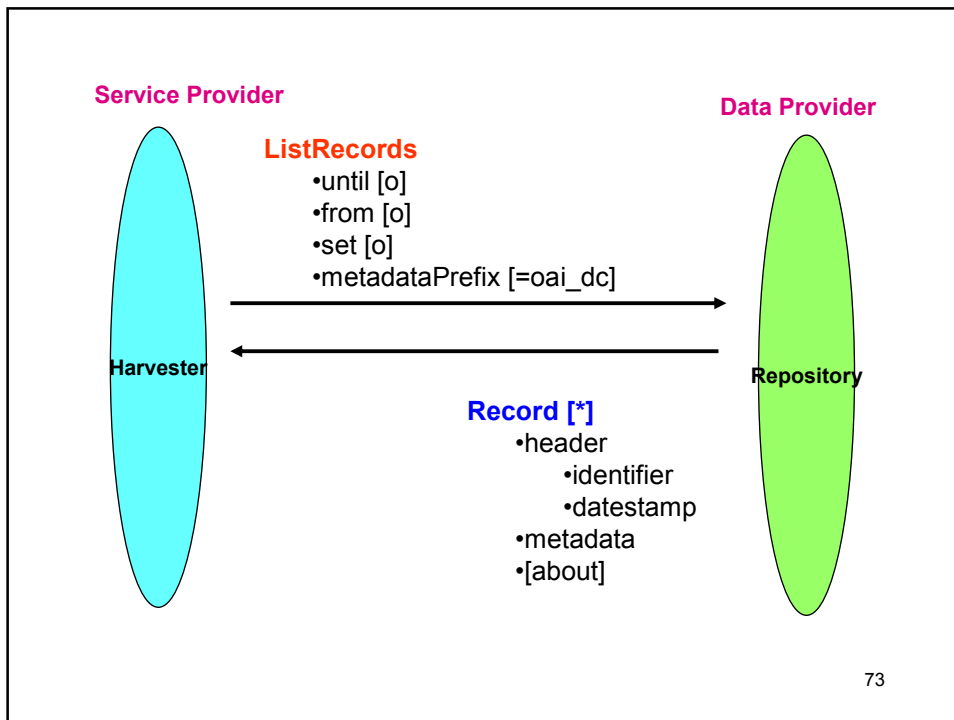 Service Provider
Data Provider
ListRecords
•until [o]
•from [o]
•set [o]
•metadataPrefix [=oai_dc]
Harvester
Repository
Record [*]
•header
•identifier
•datestamp
•metadata
•[about]
73